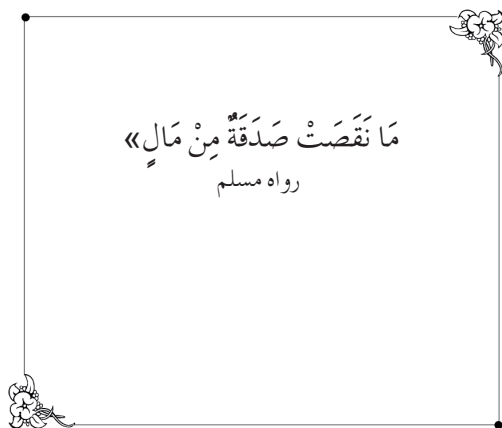 مَا نَقَصَتْ صَدَقَةٌ مِنْ مَالٍ»
رواه مسلم